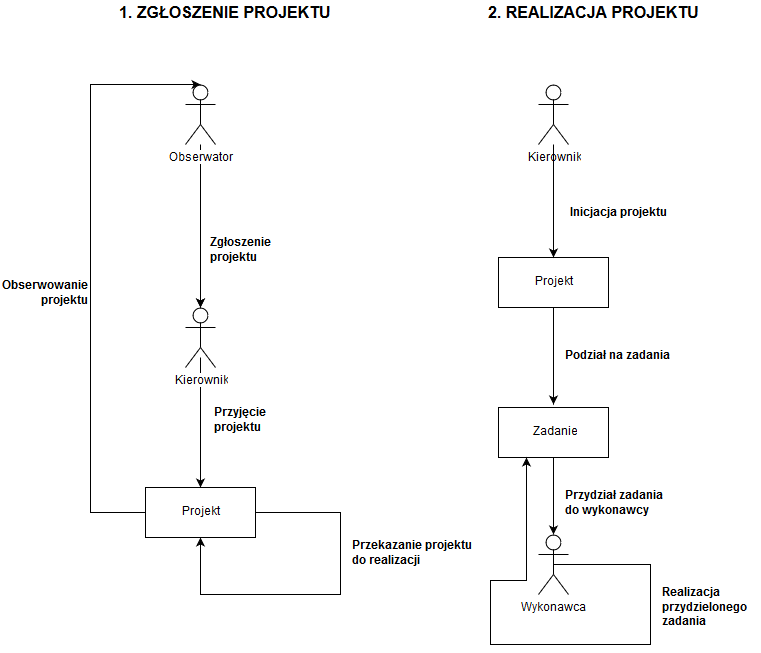 1. ZGŁOSZENIE PROJEKTU
Obserwator
Zgłoszenie
projektu
Obserwowanie
projektu
Kierownik
Przyjęcie
projektu
Projekt
Przekazanie projektu
do realizacji
2. REALIZACJA PROJEKTU
Kierownik
Inicjacja projektu
Projekt
Podział na zadania
Zadanie
Przydział zadania
do wykonawcy
Wykonawca
Realizacja
przydzielonego
zadania